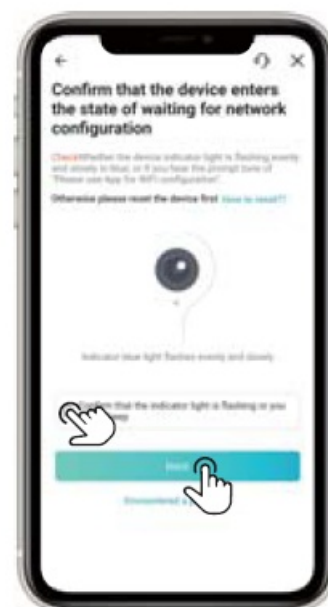 Confirm that the device enters
the state of waiting for network
configuration
Check Whether the device indicator light is flashing evenly
and slowly in blue, or if you hear the prompt tone of
"Please use App for WiFi configuration".
Otherwise please reset the device first How to reset??
Indicator blue light flashes evenly and slowly
Confirm that the indicator light is flashing or you
Next
Encountered a